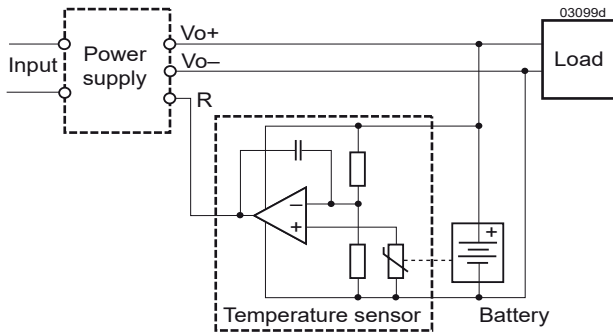 03099d
Vo+
Power
supply
Input
Vo–
Load
R
–
+
+
Temperature sensor
Battery